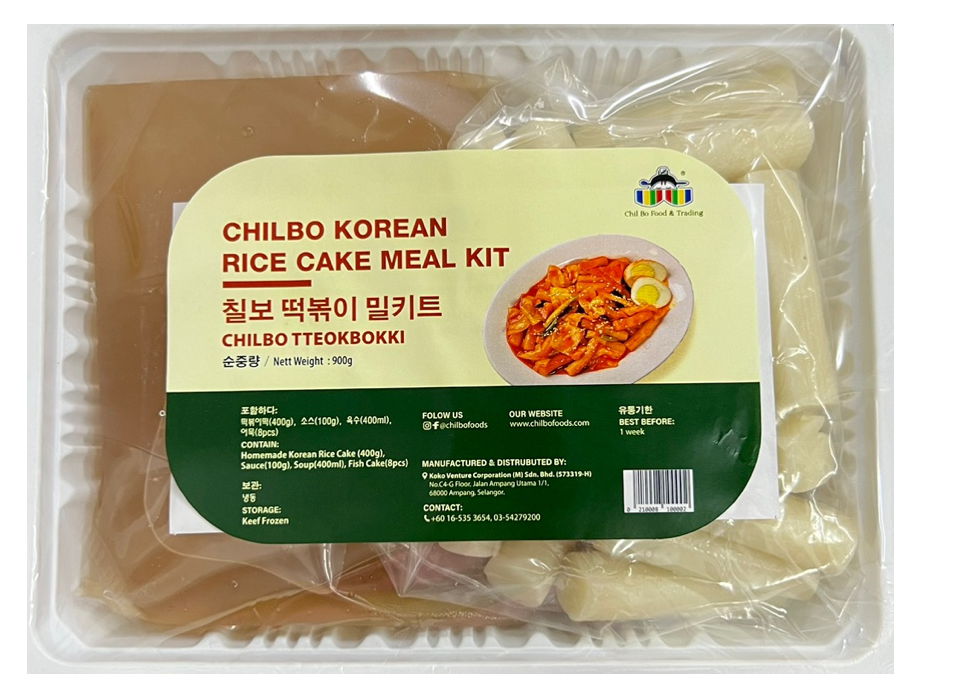 Chil Bo Food & Trading
CHILBO KOREAN
RICE CAKE MEAL KIT
칠보 떡볶이 밀키트
CHILBO TTEOKBOKKI
순중량 / Nett Weight : 900g
포함하다:
떡볶이떡(400g), 소스(100g), 육수(400ml),
어묵(8pcs)
CONTAIN:
Homemade Korean Rice Cake (400g),
Sauce(100g), Soup(400ml), Fish Cake(8pcs)
보관:
냉동
STORAGE:
Keef Frozen
FOLOW US
@chilbofoods
OUR WEBSITE
www.chilbofoods.com
유통기한
BEST BEFORE:
1 week
MANUFACTURED & DISTRUBUTED BY:
Koko Venture Corporation (M) Sdn. Bhd. (573319-H)
No.C4-G Floor, Jalan Ampang Utama 1/1,
68000 Ampang, Selangor.
CONTACT:
+60 16-535 3654, 03-54279200
0 210008 100002